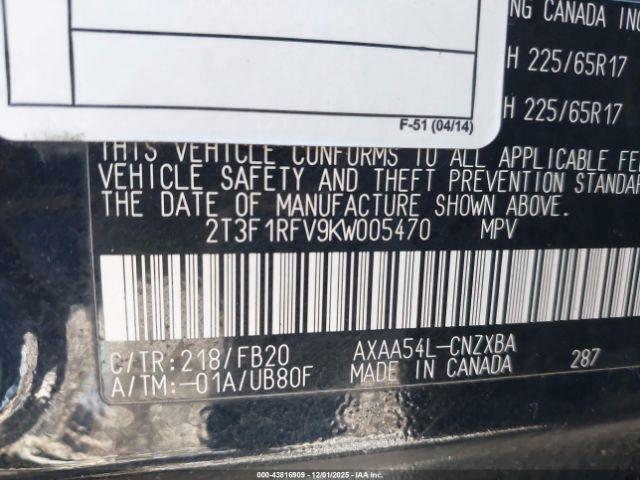 NG CANADA INC
H 225/65R17
H 225/65R17
F-51 (04/14)
THIS VEHICLE CONFORMS TO ALL APPLICABLE FE
VEHICLE SAFETY AND THEFT PREVENTION STANDAR
THE DATE OF MANUFACTURE SHOWN ABOVE.
2T3F1RFV9KW005470 MPV
C/TR:218/FB20 AXAA54L-CNZXBA
A/TM:-01A/UB80F MADE IN CANADA 287
000-43816909 - 12/01/2025 - IAAI Copyright